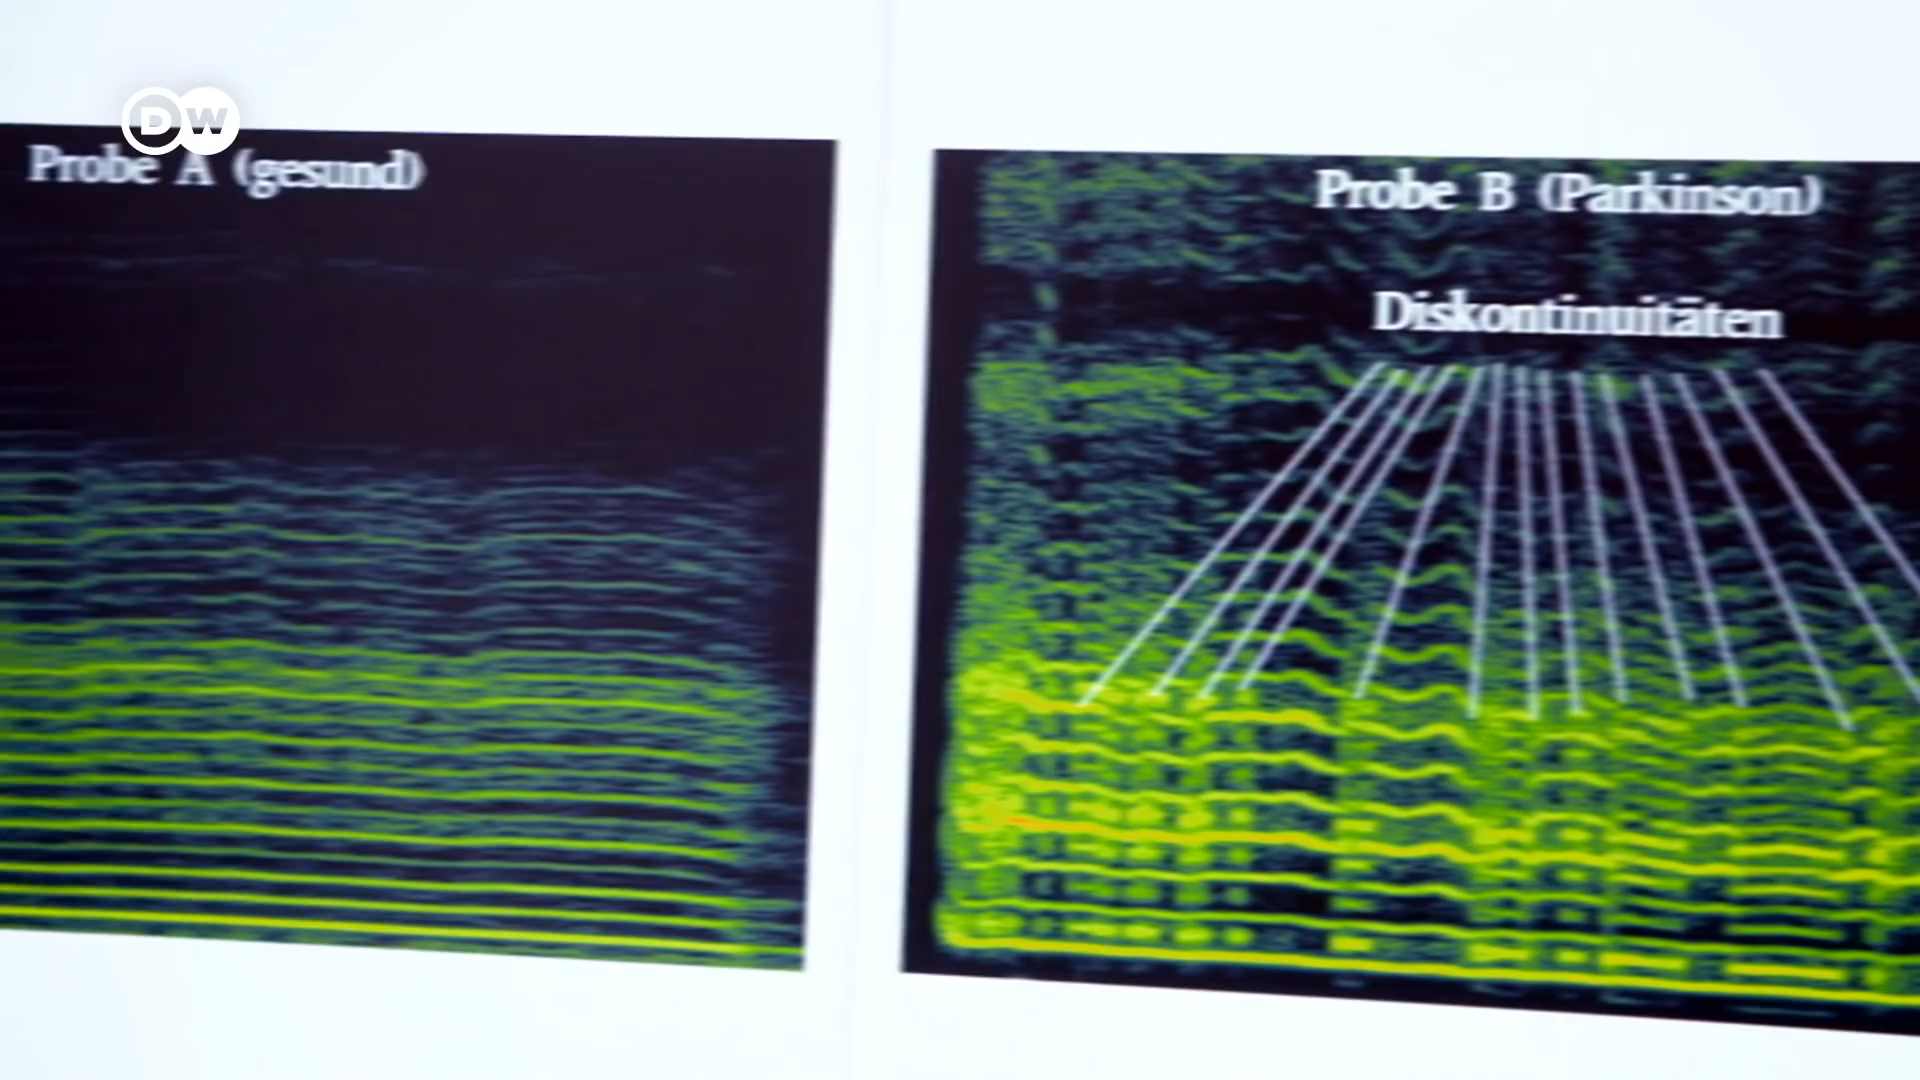 DW
Probe A (gesund)
Probe B (Parkinson)
Diskontinuitäten